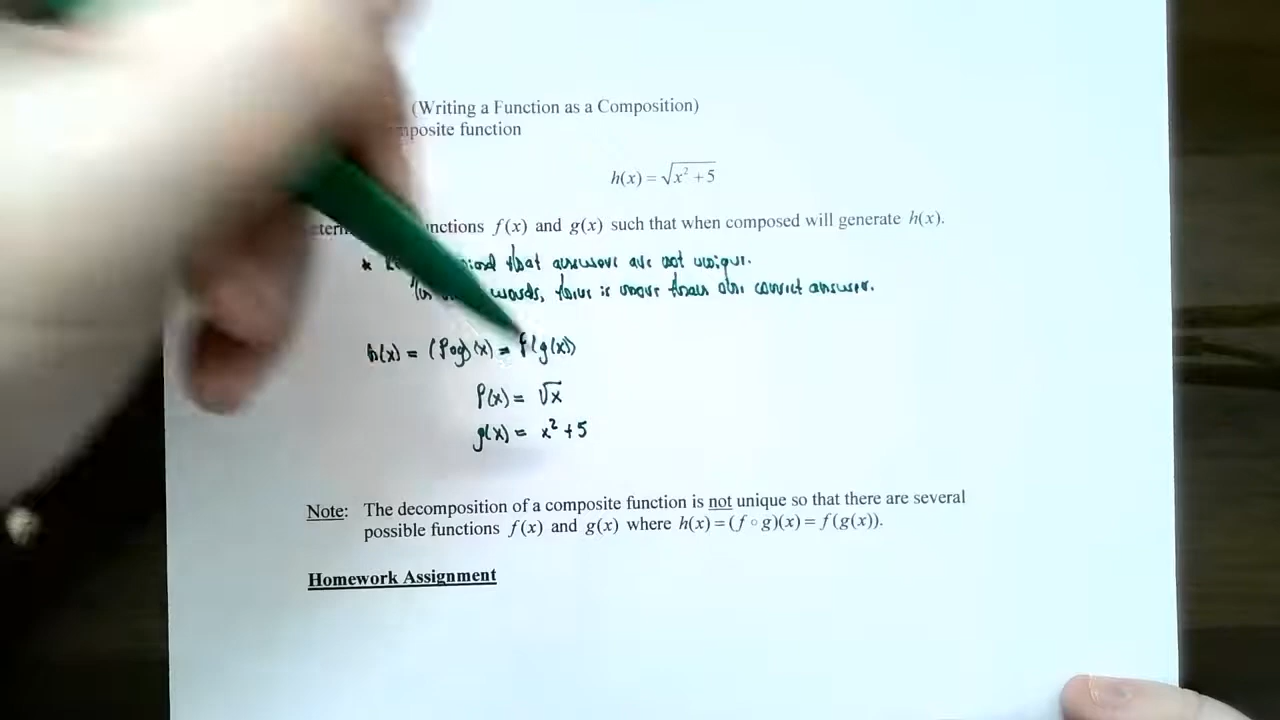 (Writing a Function as a Composition)
composite function
h(x) = √(x² + 5)
functions f(x) and g(x) such that when composed will generate h(x).
* mind that answers are not unique.
words, there is more than one correct answer.
h(x) = (f∘g)(x) = f(g(x))
f(x) = √x
g(x) = x² + 5
Note: The decomposition of a composite function is not unique so that there are several
possible functions f(x) and g(x) where h(x) = (f ∘ g)(x) = f(g(x)).
Homework Assignment